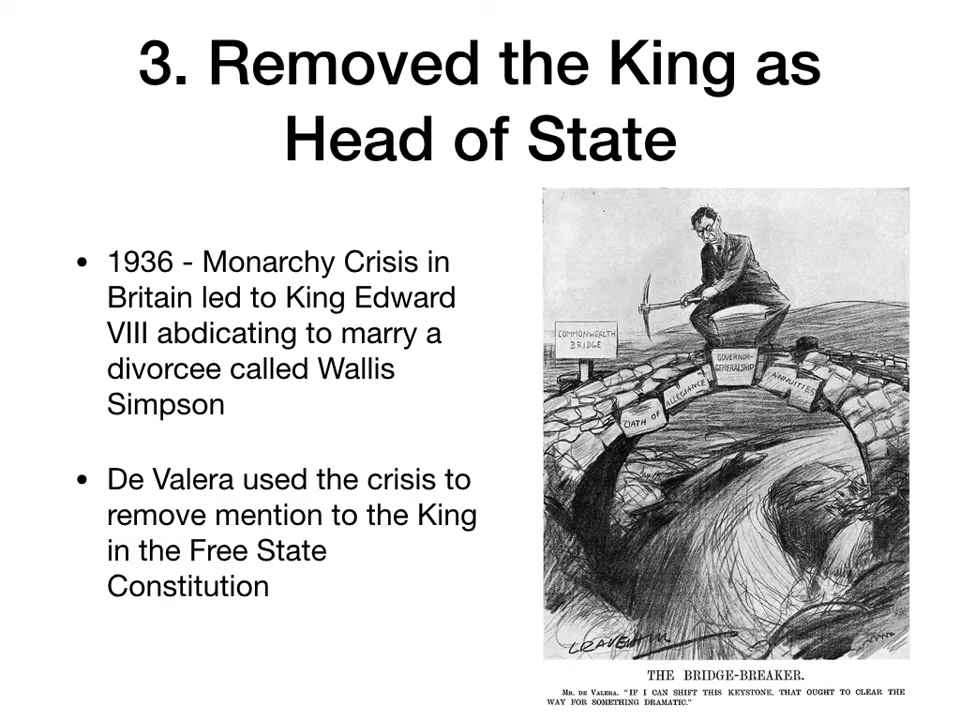 3. Removed the King as
Head of State
• 1936 - Monarchy Crisis in
Britain led to King Edward
VIII abdicating to marry a
divorcee called Wallis
Simpson
• De Valera used the crisis to
remove mention to the King
in the Free State
Constitution
COMMONWEALTH
BRIDGE
GOVERNOR-
GENERALSHIP
OATH OF
ALLEGIANCE
ANNUITIES
LRAVENHILL
THE BRIDGE-BREAKER.
MR. DE VALERA. "IF I CAN SHIFT THIS KEYSTONE, THAT OUGHT TO CLEAR THE
WAY FOR SOMETHING DRAMATIC."